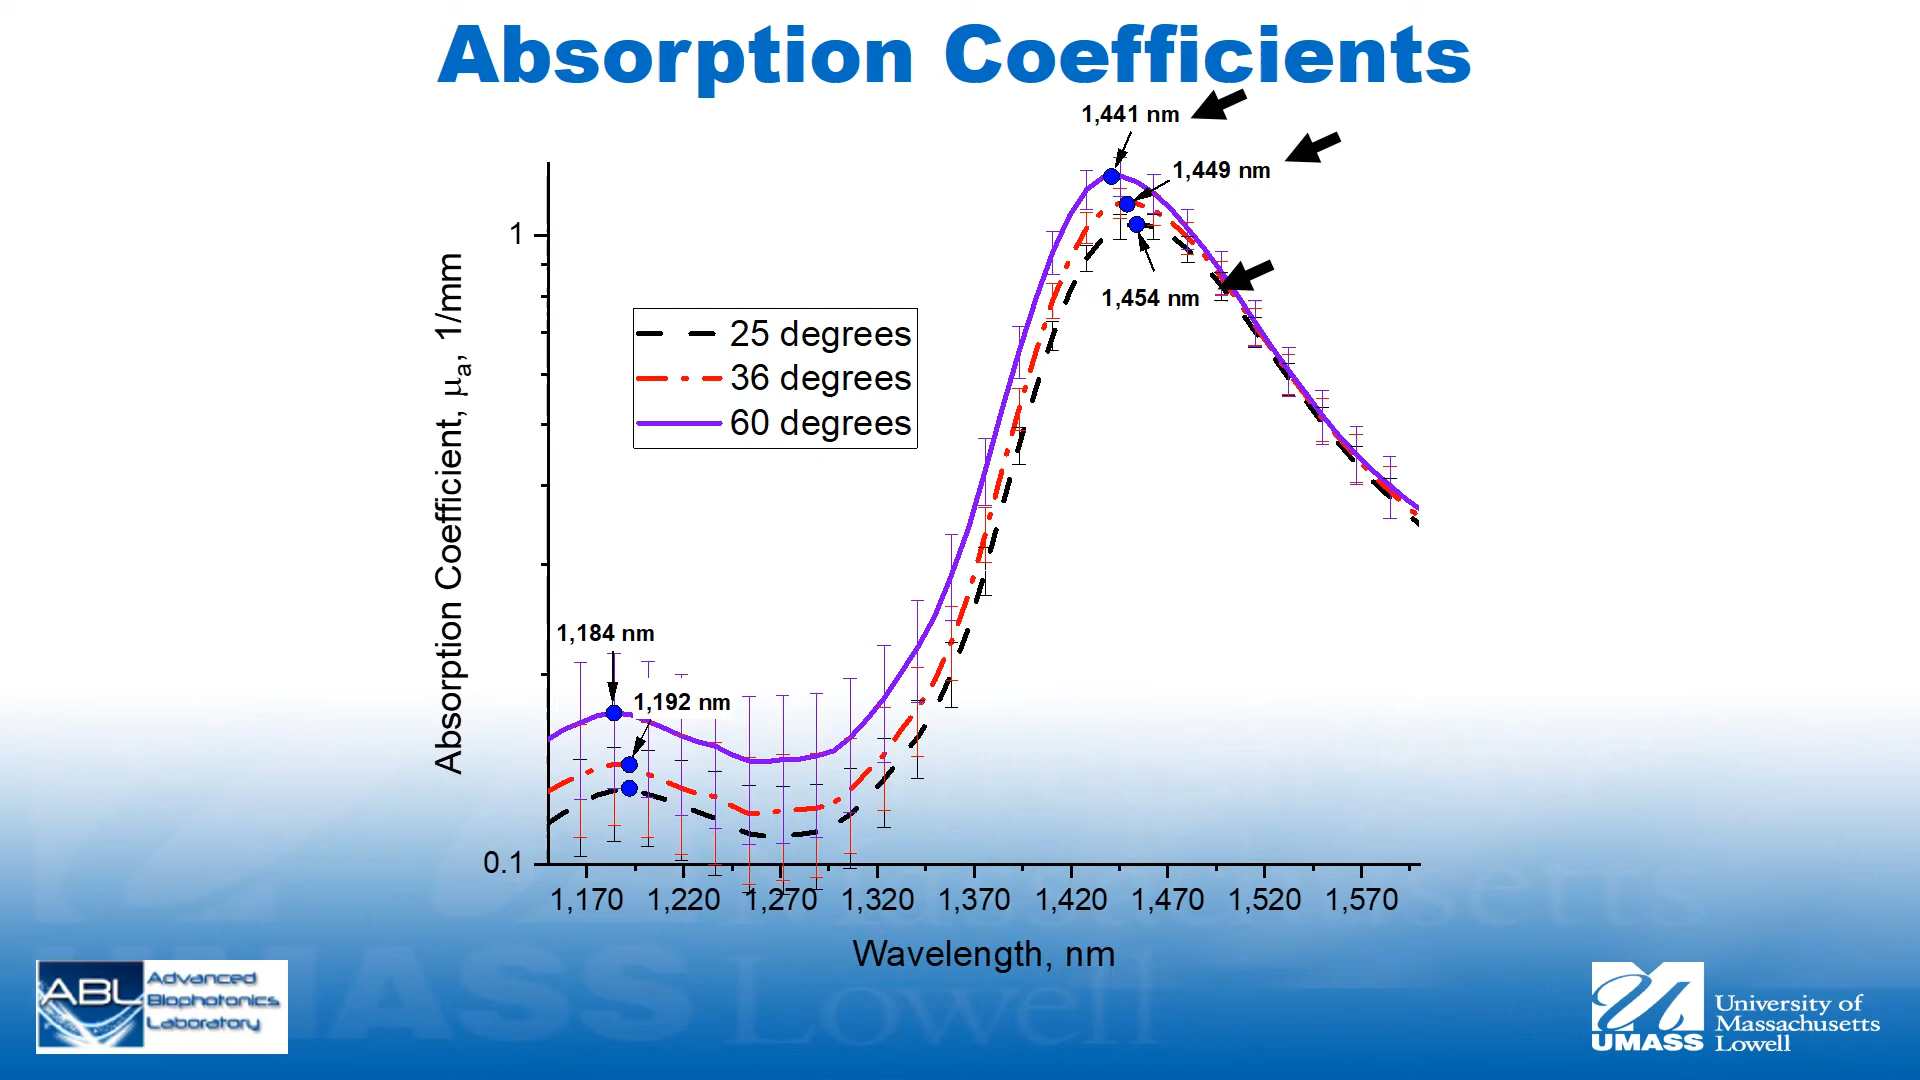 Absorption Coefficients
1,441 nm
1,449 nm
1
1,454 nm
25 degrees
36 degrees
60 degrees
Absorption Coefficient, μa, 1/mm
1,184 nm
1,192 nm
0.1
1,170 1,220 1,270 1,320 1,370 1,420 1,470 1,520 1,570
Wavelength, nm
ABL
Advanced
Biophotonics
Laboratory
UMASS
Lowell
UMASS
University of
Massachusetts
Lowell